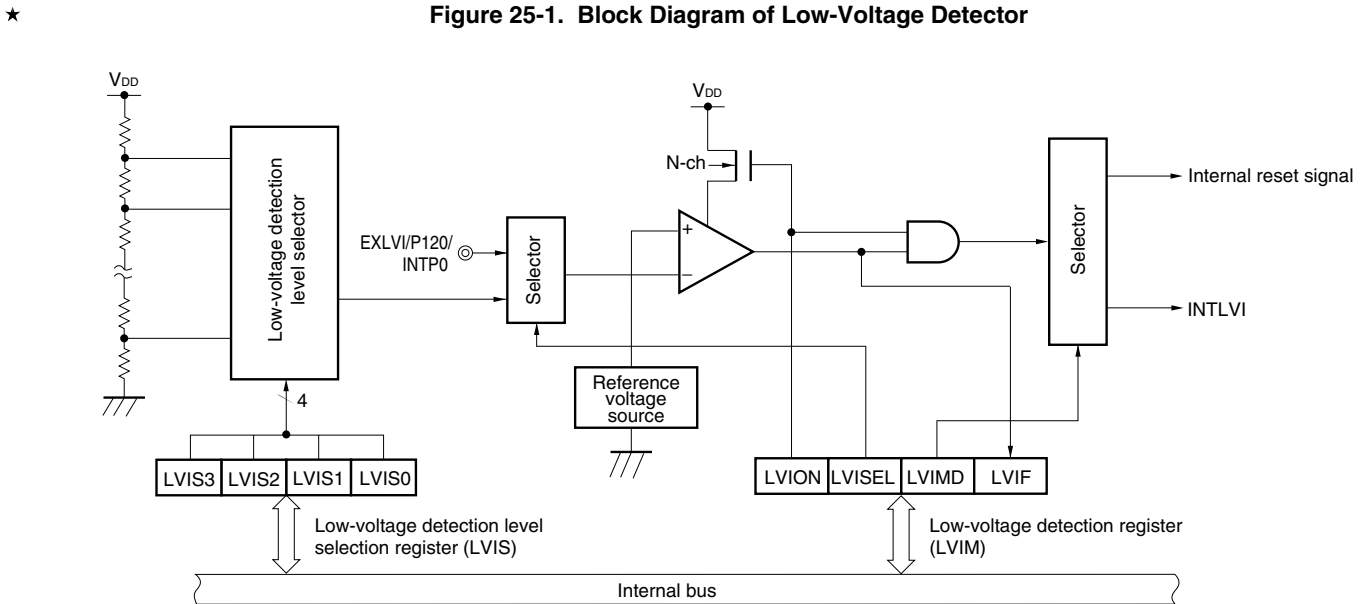 ★ Figure 25-1. Block Diagram of Low-Voltage Detector
VDD
VDD
N-ch
Low-voltage detection
level selector
EXLVI/P120/
INTP0
Selector
+
−
Selector
Internal reset signal
INTLVI
Reference
voltage
source
4
LVIS3 LVIS2 LVIS1 LVIS0
LVION LVISEL LVIMD LVIF
Low-voltage detection level
selection register (LVIS)
Low-voltage detection register
(LVIM)
Internal bus